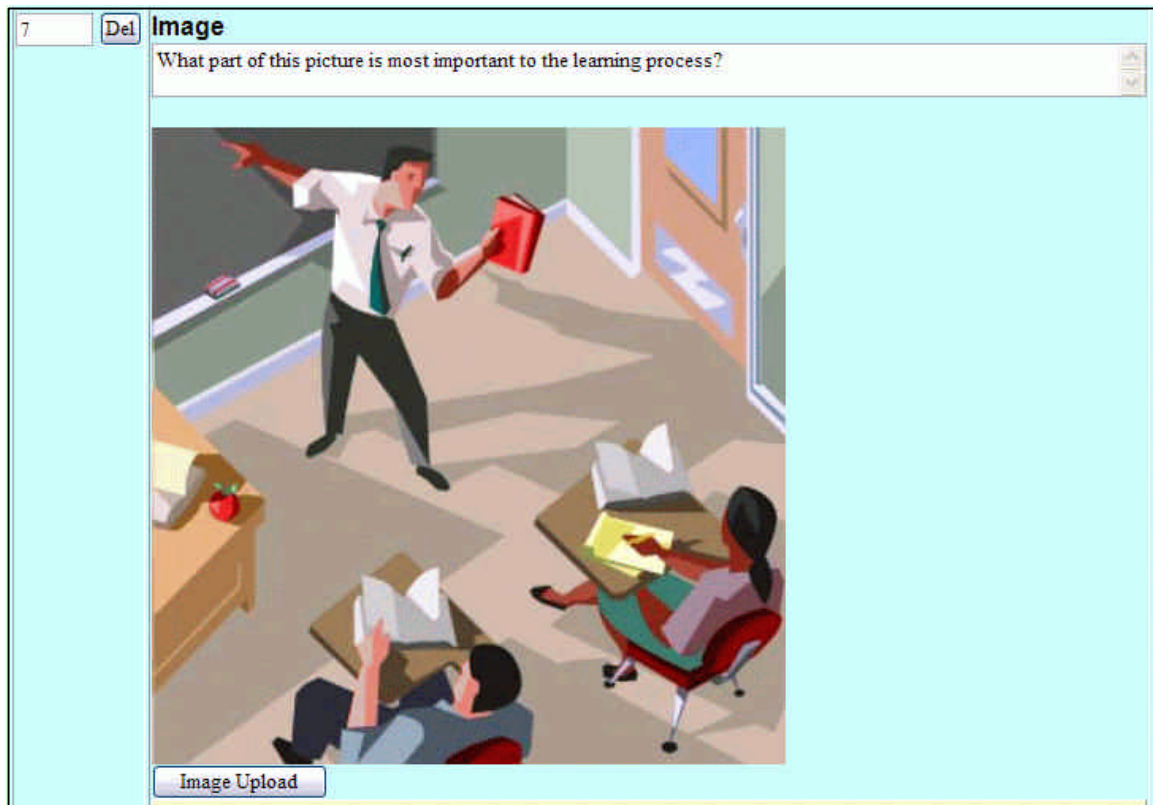 7 Del Image
What part of this picture is most important to the learning process?
Image Upload